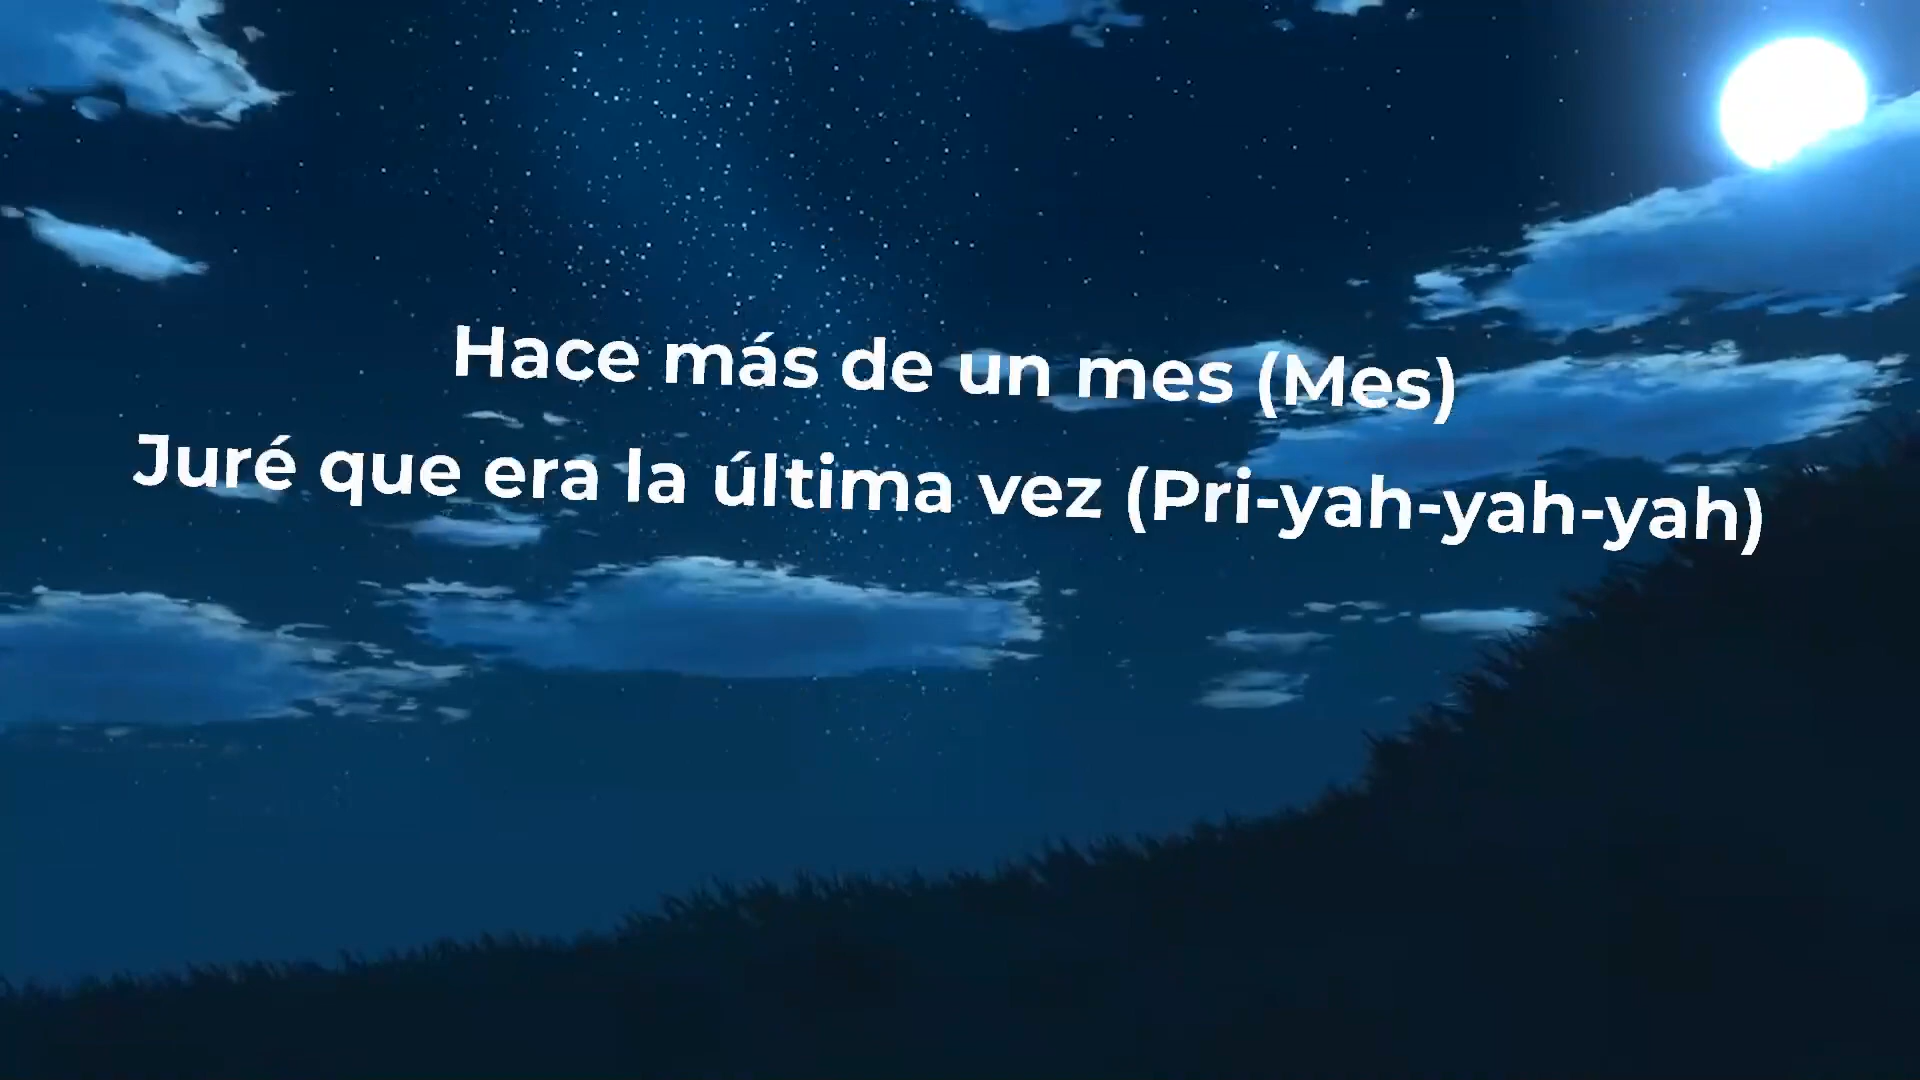 Hace más de un mes (Mes)
Juré que era la última vez (Pri-yah-yah-yah)